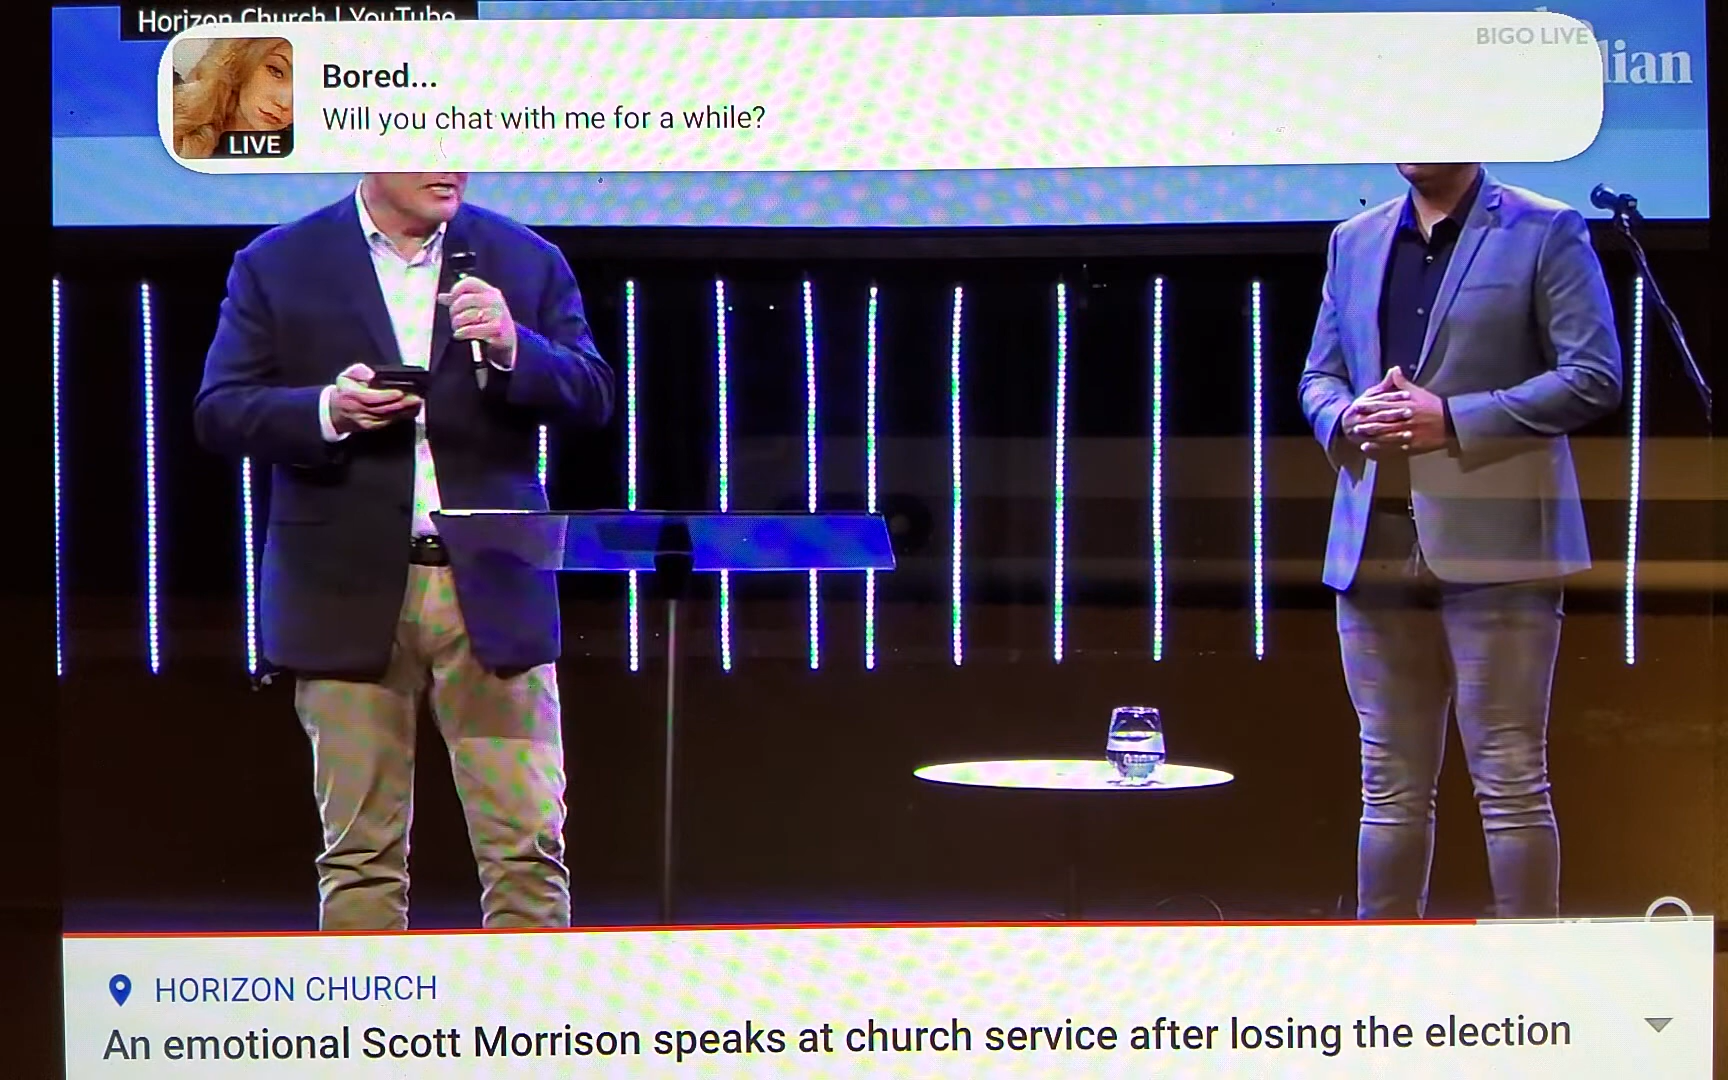 Horizon Church | YouTube
BIGO LIVE
lian
Bored...
Will you chat with me for a while?
LIVE
HORIZON CHURCH
An emotional Scott Morrison speaks at church service after losing the election